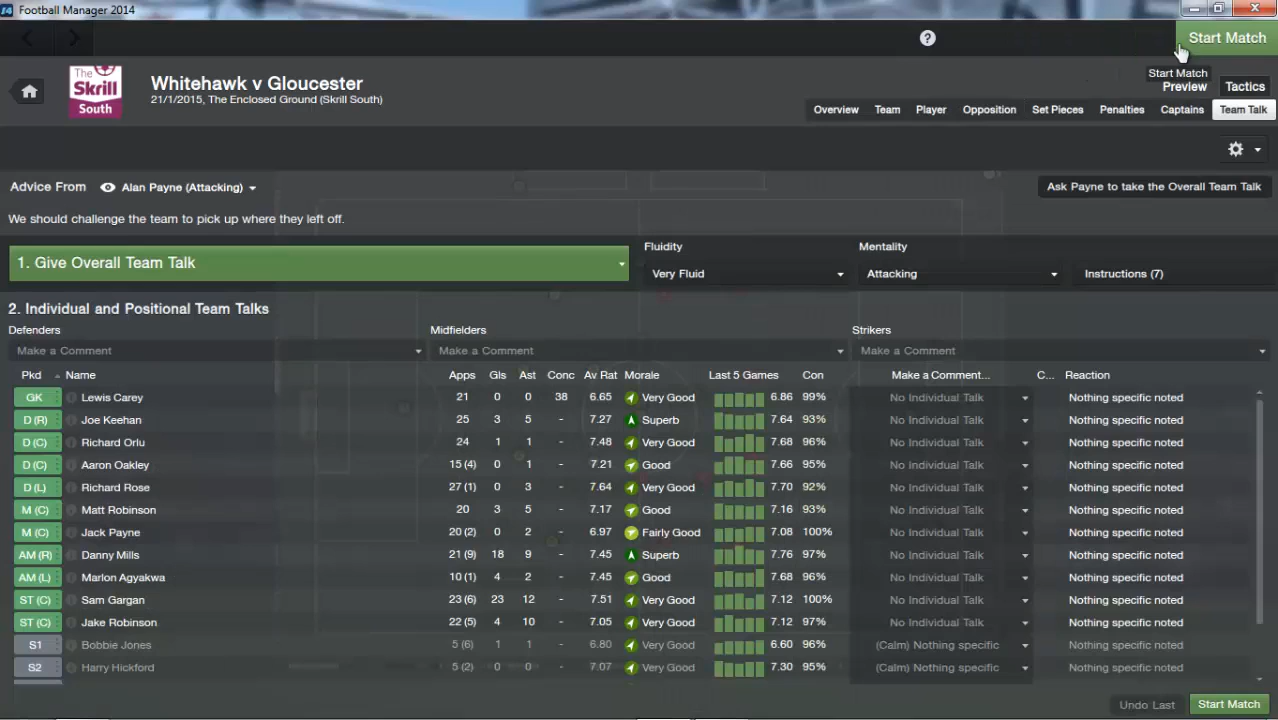 Football Manager 2014
Start Match
The Skrill South
Whitehawk v Gloucester
21/1/2015, The Enclosed Ground (Skrill South)
Start Match
Preview Tactics
Overview Team Player Opposition Set Pieces Penalties Captains Team Talk
Advice From Alan Payne (Attacking) Ask Payne to take the Overall Team Talk
We should challenge the team to pick up where they left off.
Fluidity Mentality
1. Give Overall Team Talk Very Fluid Attacking Instructions (7)
2. Individual and Positional Team Talks
Defenders Midfielders Strikers
Make a Comment Make a Comment Make a Comment
Pkd Name Apps Gls Ast Conc Av Rat Morale Last 5 Games Con Make a Comment... C... Reaction
GK Lewis Carey 21 0 0 38 6.65 Very Good 6.86 99% No Individual Talk Nothing specific noted
D (R) Joe Keehan 25 3 5 - 7.27 Superb 7.64 93% No Individual Talk Nothing specific noted
D (C) Richard Orlu 24 1 1 - 7.48 Very Good 7.68 96% No Individual Talk Nothing specific noted
D (C) Aaron Oakley 15 (4) 0 1 - 7.21 Good 7.66 95% No Individual Talk Nothing specific noted
D (L) Richard Rose 27 (1) 0 3 - 7.64 Very Good 7.70 92% No Individual Talk Nothing specific noted
M (C) Matt Robinson 20 3 5 - 7.17 Good 7.16 93% No Individual Talk Nothing specific noted
M (C) Jack Payne 20 (2) 0 2 - 6.97 Fairly Good 7.08 100% No Individual Talk Nothing specific noted
AM (R) Danny Mills 21 (9) 18 9 - 7.45 Superb 7.76 97% No Individual Talk Nothing specific noted
AM (L) Marlon Agyakwa 10 (1) 4 2 - 7.45 Good 7.68 96% No Individual Talk Nothing specific noted
ST (C) Sam Gargan 23 (6) 23 12 - 7.51 Very Good 7.12 100% No Individual Talk Nothing specific noted
ST (C) Jake Robinson 22 (5) 4 10 - 7.05 Very Good 7.12 97% No Individual Talk Nothing specific noted
S1 Bobbie Jones 5 (6) 1 1 - 6.80 Very Good 6.60 96% (Calm) Nothing specific Nothing specific noted
S2 Harry Hickford 5 (2) 0 0 - 7.07 Very Good 7.30 95% (Calm) Nothing specific Nothing specific noted
Undo Last Start Match